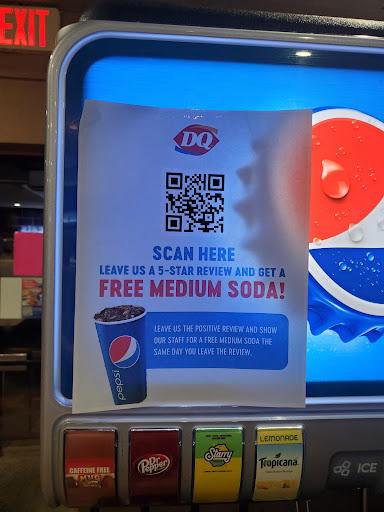 EXIT
DQ
SCAN HERE
LEAVE US A 5-STAR REVIEW AND GET A
FREE MEDIUM SODA!
LEAVE US THE POSITIVE REVIEW AND SHOW
OUR STAFF FOR A FREE MEDIUM SODA THE
SAME DAY YOU LEAVE THE REVIEW.
pepsi
CAFFEINE FREE
MUG
Dr Pepper
Starry
LEMONADE
Tropicana
ICE